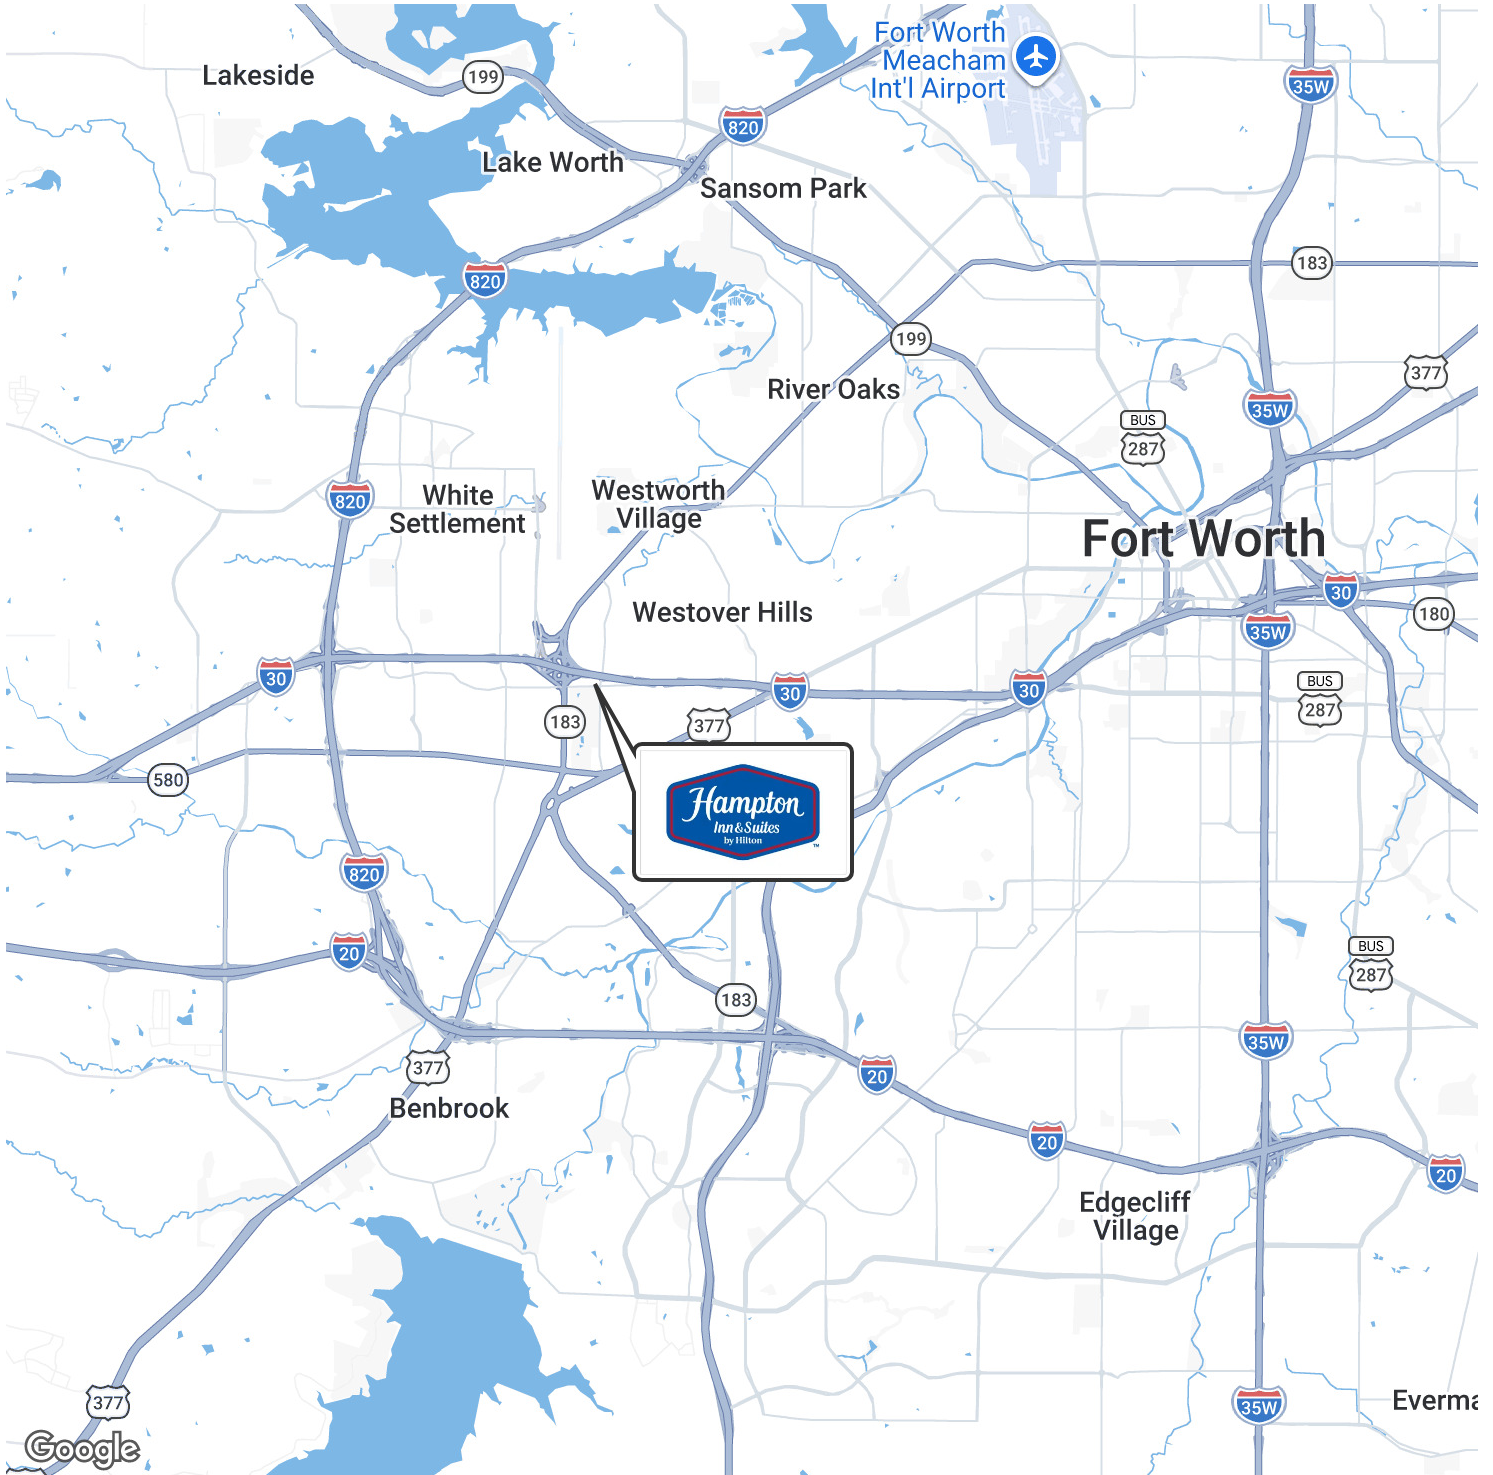 Fort Worth
Meacham
Int'l Airport
Lakeside
199
35W
820
Lake Worth
Sansom Park
183
820
199
River Oaks
377
35W
BUS
287
820
White
Settlement
Westworth
Village
Fort Worth
30
180
Westover Hills
35W
30
30
30
BUS
287
183
377
580
Hampton
Inn & Suites
by Hilton
™
820
20
BUS
287
183
35W
377
20
Benbrook
20
20
Edgecliff
Village
377
35W
Everma
Google